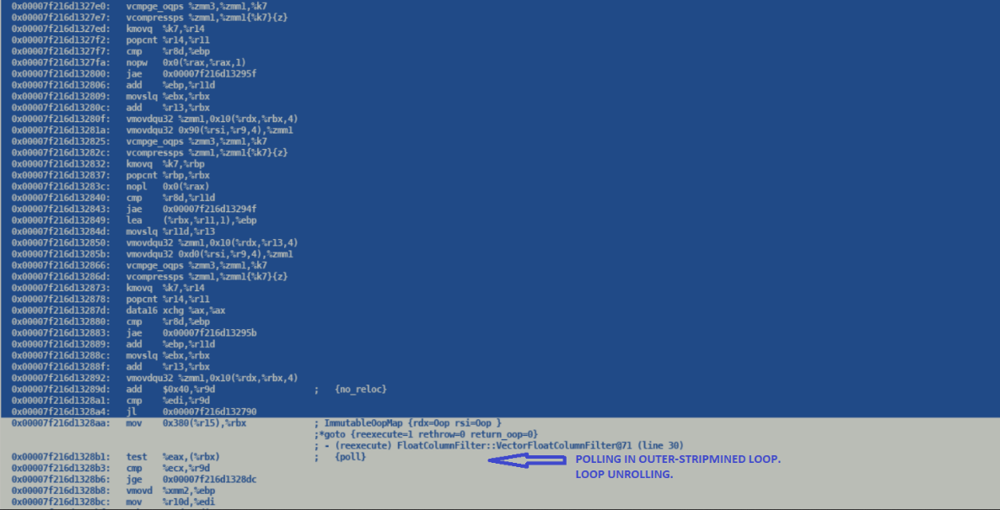 0x00007f216d1327e0: vcmpge_oqps %zmm3,%zmm1,%k7
0x00007f216d1327e7: vcompressps %zmm1,%zmm1{%k7}{z}
0x00007f216d1327ed: kmovq %k7,%r14
0x00007f216d1327f2: popcnt %r14,%r11
0x00007f216d1327f7: cmp %r8d,%ebp
0x00007f216d1327fa: nopw 0x0(%rax,%rax,1)
0x00007f216d132800: jae 0x00007f216d13295f
0x00007f216d132806: add %ebp,%r11d
0x00007f216d132809: movslq %ebx,%rbx
0x00007f216d13280c: add %r13,%rbx
0x00007f216d13280f: vmovdqu32 %zmm1,0x10(%rdx,%rbx,4)
0x00007f216d13281a: vmovdqu32 0x90(%rsi,%r9,4),%zmm1
0x00007f216d132825: vcmpge_oqps %zmm3,%zmm1,%k7
0x00007f216d13282c: vcompressps %zmm1,%zmm1{%k7}{z}
0x00007f216d132832: kmovq %k7,%rbp
0x00007f216d132837: popcnt %rbp,%rbx
0x00007f216d13283c: nopl 0x0(%rax)
0x00007f216d132840: cmp %r8d,%r11d
0x00007f216d132843: jae 0x00007f216d13294f
0x00007f216d132849: lea (%rbx,%r11,1),%ebp
0x00007f216d13284d: movslq %r11d,%r13
0x00007f216d132850: vmovdqu32 %zmm1,0x10(%rdx,%r13,4)
0x00007f216d13285b: vmovdqu32 0xd0(%rsi,%r9,4),%zmm1
0x00007f216d132866: vcmpge_oqps %zmm3,%zmm1,%k7
0x00007f216d13286d: vcompressps %zmm1,%zmm1{%k7}{z}
0x00007f216d132873: kmovq %k7,%r14
0x00007f216d132878: popcnt %r14,%r11
0x00007f216d13287d: data16 xchg %ax,%ax
0x00007f216d132880: cmp %r8d,%ebp
0x00007f216d132883: jae 0x00007f216d13295b
0x00007f216d132889: add %ebp,%r11d
0x00007f216d13288c: movslq %ebx,%rbx
0x00007f216d13288f: add %r13,%rbx
0x00007f216d132892: vmovdqu32 %zmm1,0x10(%rdx,%rbx,4)
0x00007f216d13289d: add $0x40,%r9d ; {no_reloc}
0x00007f216d1328a1: cmp %edi,%r9d
0x00007f216d1328a4: jl 0x00007f216d132790
0x00007f216d1328aa: mov 0x380(%r15),%rbx ; ImmutableOopMap {rdx=Oop rsi=Oop }
;*goto {reexecute=1 rethrow=0 return_oop=0}
; - (reexecute) FloatColumnFilter::VectorFloatColumnFilter@71 (line 30)
0x00007f216d1328b1: test %eax,(%rbx) ; {poll}
POLLING IN OUTER-STRIPMINED LOOP.
0x00007f216d1328b3: cmp %ecx,%r9d
LOOP UNROLLING.
0x00007f216d1328b6: jge 0x00007f216d1328dc
0x00007f216d1328b8: vmovd %xmm2,%ebp
0x00007f216d1328bc: mov %r10d,%edi